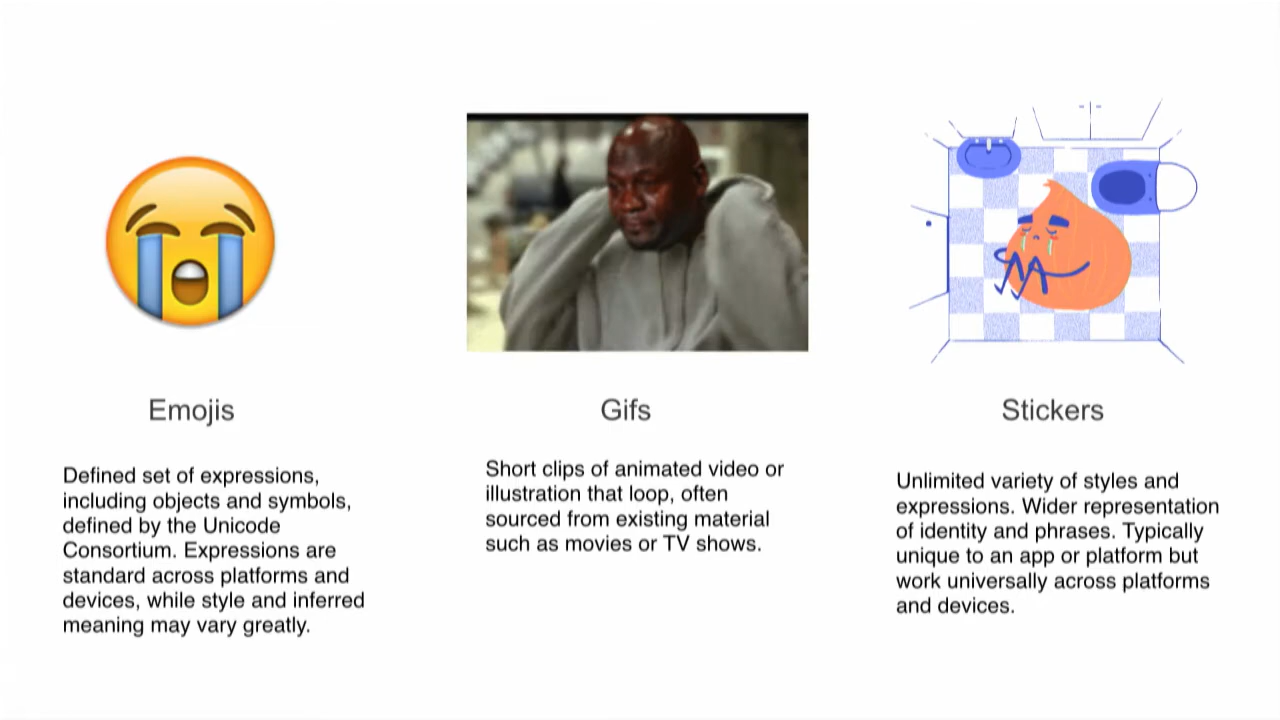 Emojis
Defined set of expressions,
including objects and symbols,
defined by the Unicode
Consortium. Expressions are
standard across platforms and
devices, while style and inferred
meaning may vary greatly.
Gifs
Short clips of animated video or
illustration that loop, often
sourced from existing material
such as movies or TV shows.
Stickers
Unlimited variety of styles and
expressions. Wider representation
of identity and phrases. Typically
unique to an app or platform but
work universally across platforms
and devices.